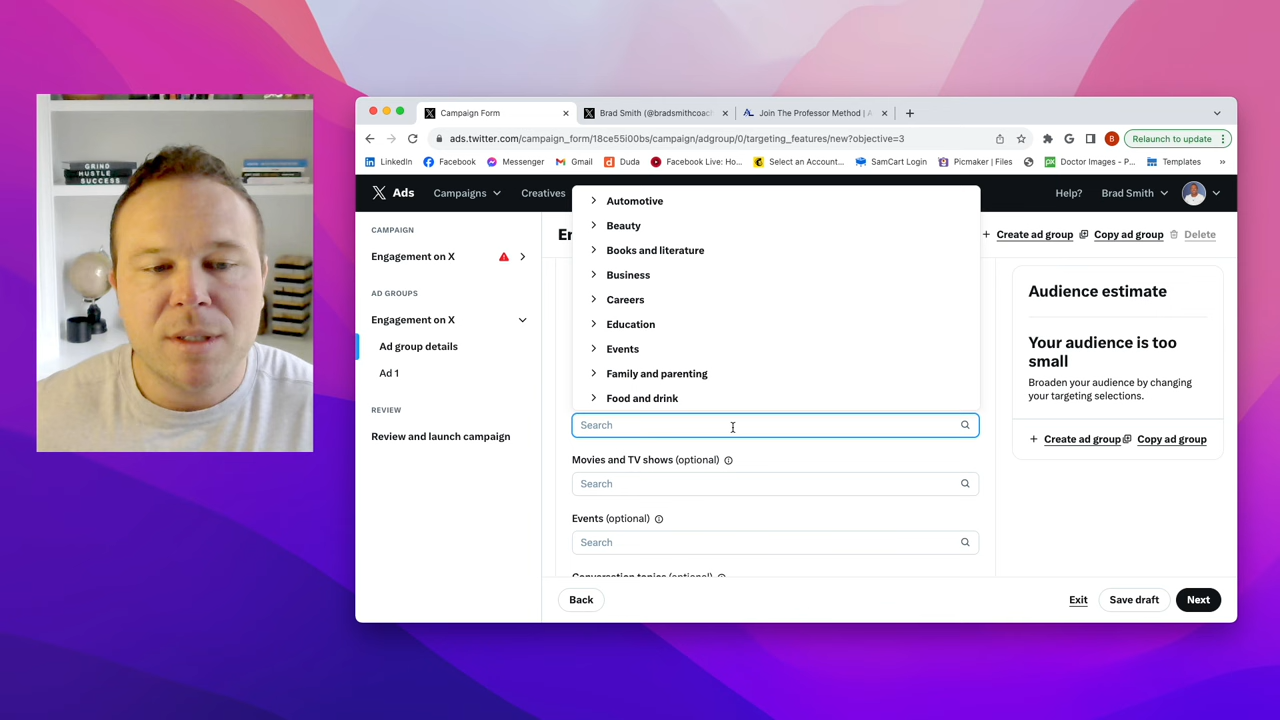 GRIND
HUSTLE
SUCCESS
Campaign Form
Brad Smith (@bradsmithcoach
Join The Professor Method | A
ads.twitter.com/campaign_form/18ce55i00bs/campaign/adgroup/0/targeting_features/new?objective=3
B
Relaunch to update
LinkedIn
Facebook
Messenger
Gmail
Duda
Facebook Live: Ho...
Select an Account...
SamCart Login
Picmaker | Files
Doctor Images - P...
Templates
»
Ads
Campaigns
Creatives
Help?
Brad Smith
CAMPAIGN
Engagement on X
AD GROUPS
Engagement on X
Ad group details
Ad 1
REVIEW
Review and launch campaign
Create ad group
Copy ad group
Delete
Automotive
Beauty
Books and literature
Business
Careers
Education
Events
Family and parenting
Food and drink
Search
Movies and TV shows (optional)
Search
Events (optional)
Search
Conversation topics (optional)
Audience estimate
Your audience is too
small
Broaden your audience by changing
your targeting selections.
Create ad group
Copy ad group
Back
Exit
Save draft
Next